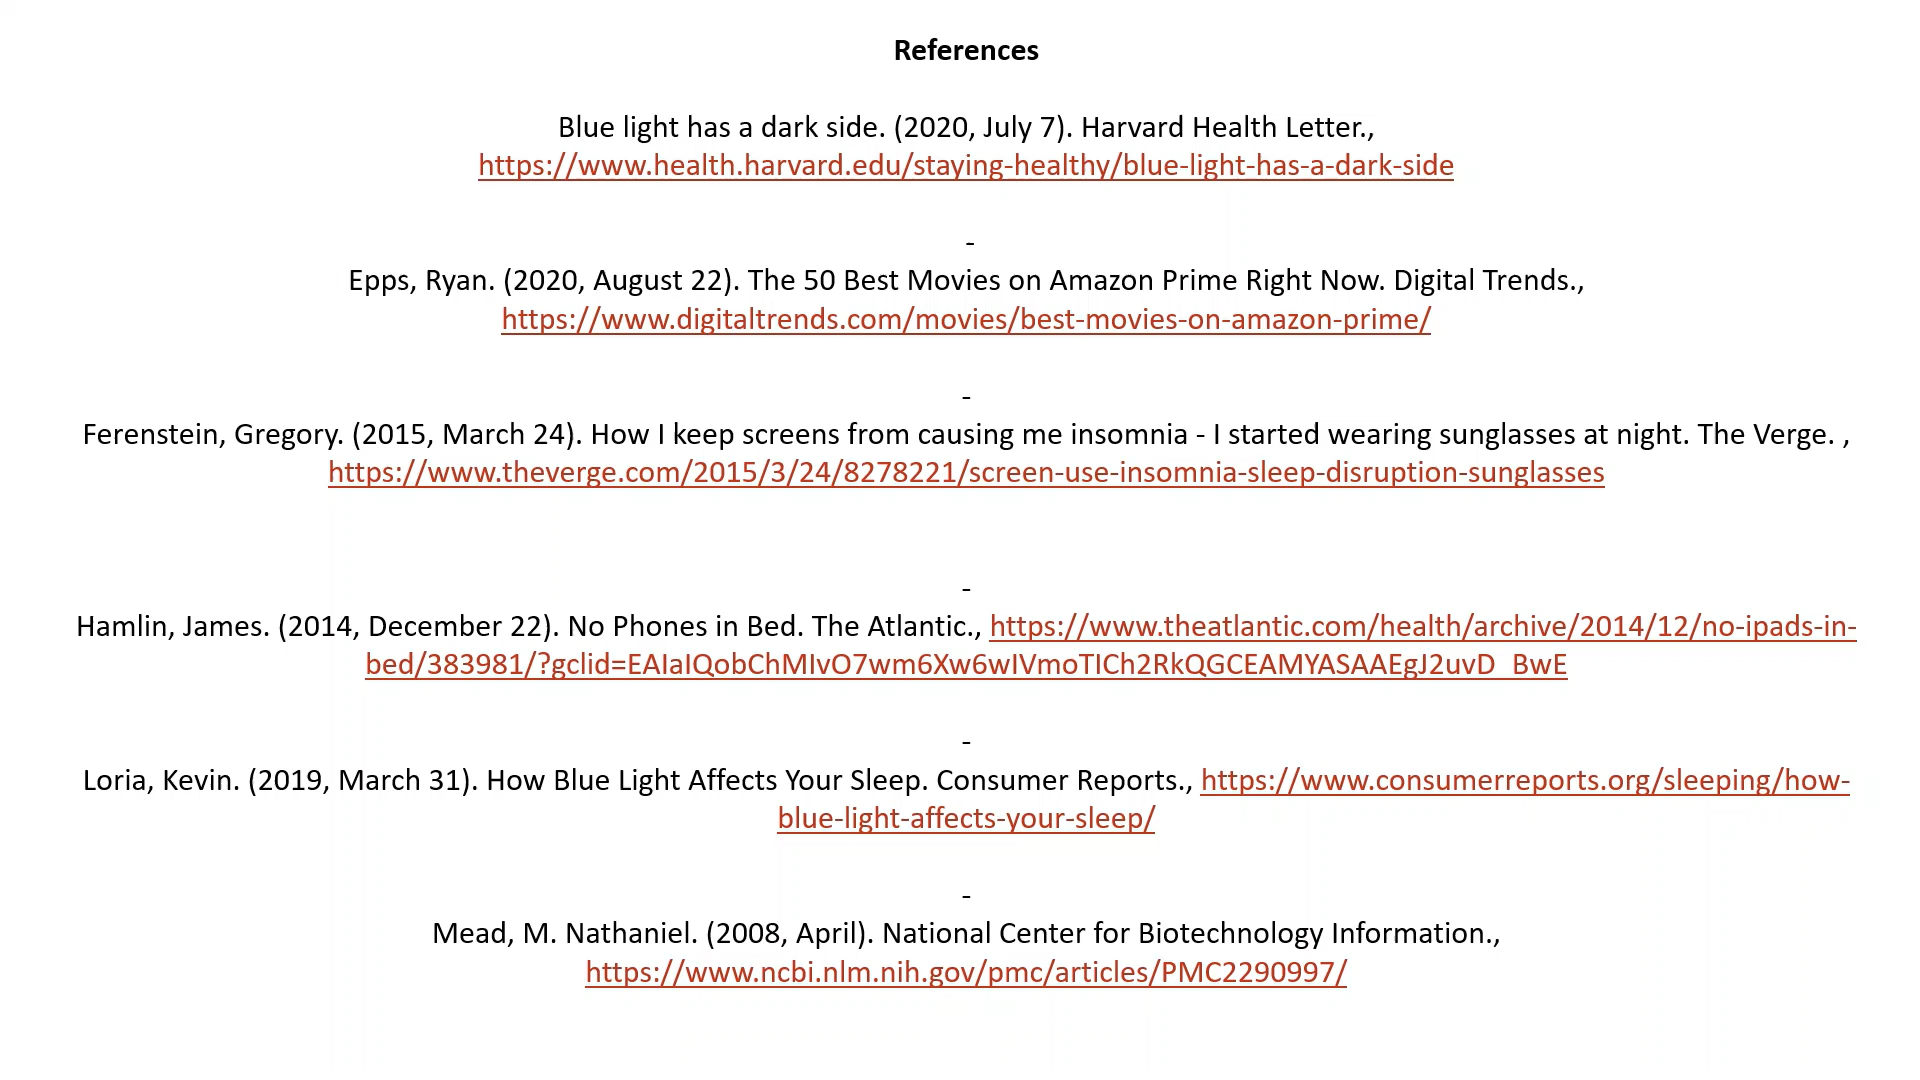 References
Blue light has a dark side. (2020, July 7). Harvard Health Letter.,
https://www.health.harvard.edu/staying-healthy/blue-light-has-a-dark-side
-
Epps, Ryan. (2020, August 22). The 50 Best Movies on Amazon Prime Right Now. Digital Trends.,
https://www.digitaltrends.com/movies/best-movies-on-amazon-prime/
-
Ferenstein, Gregory. (2015, March 24). How I keep screens from causing me insomnia - I started wearing sunglasses at night. The Verge. ,
https://www.theverge.com/2015/3/24/8278221/screen-use-insomnia-sleep-disruption-sunglasses
-
Hamlin, James. (2014, December 22). No Phones in Bed. The Atlantic., https://www.theatlantic.com/health/archive/2014/12/no-ipads-in-
bed/383981/?gclid=EAIaIQobChMIvO7wm6Xw6wIVmoTICh2RkQGCEAMYASAAEgJ2uvD_BwE
-
Loria, Kevin. (2019, March 31). How Blue Light Affects Your Sleep. Consumer Reports., https://www.consumerreports.org/sleeping/how-
blue-light-affects-your-sleep/
-
Mead, M. Nathaniel. (2008, April). National Center for Biotechnology Information.,
https://www.ncbi.nlm.nih.gov/pmc/articles/PMC2290997/